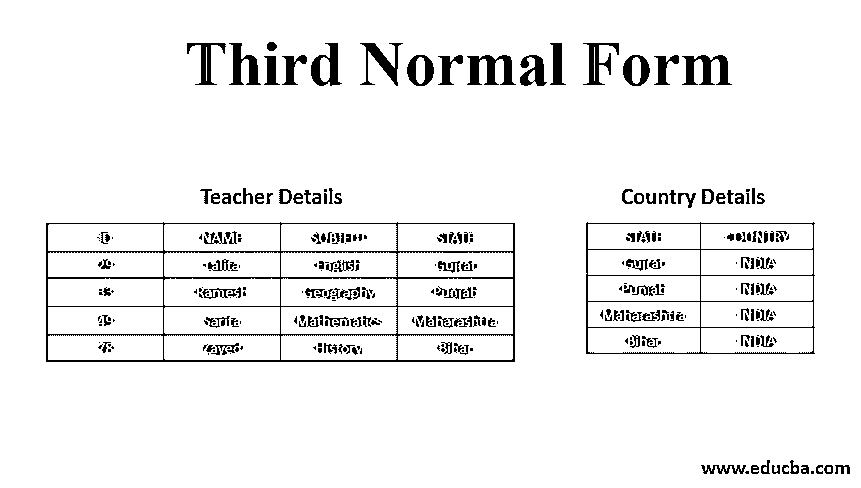 Third Normal Form
Teacher Details
ID NAME SUBJECT STATE
29 Lalita English Gujrat
33 Ramesh Geography Punjab
49 Sarita Mathematics Maharashtra
78 Zayed History Bihar
Country Details
STATE COUNTRY
Gujrat INDIA
Punjab INDIA
Maharashtra INDIA
Bihar INDIA
www.educba.com